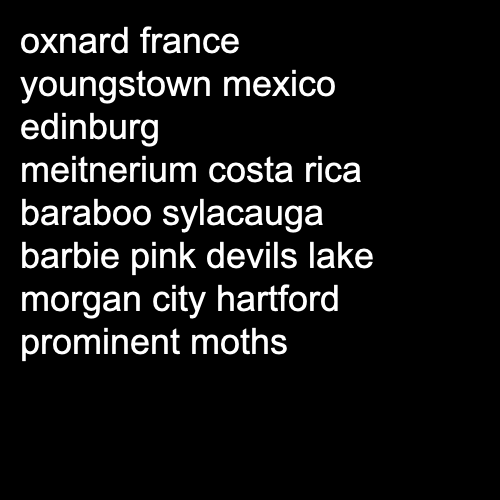 oxnard france
youngstown mexico
edinburg
meitnerium costa rica
baraboo sylacauga
barbie pink devils lake
morgan city hartford
prominent moths